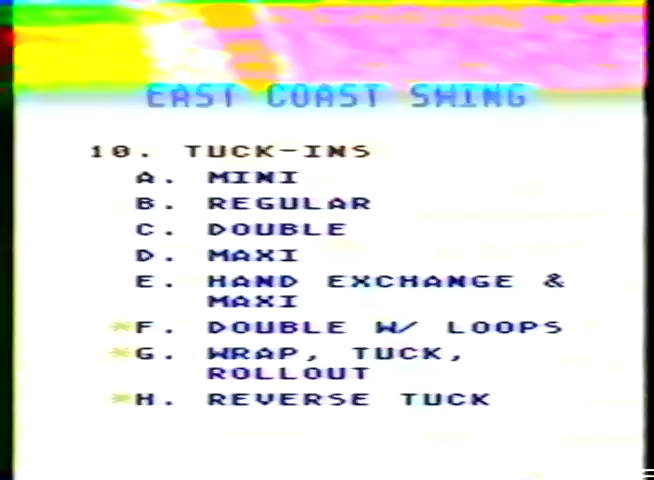 EAST COAST SWING
10. TUCK-INS
A. MINI
B. REGULAR
C. DOUBLE
D. MAXI
E. HAND EXCHANGE &
MAXI
*F. DOUBLE W/ LOOPS
*G. WRAP, TUCK,
ROLLOUT
*H. REVERSE TUCK